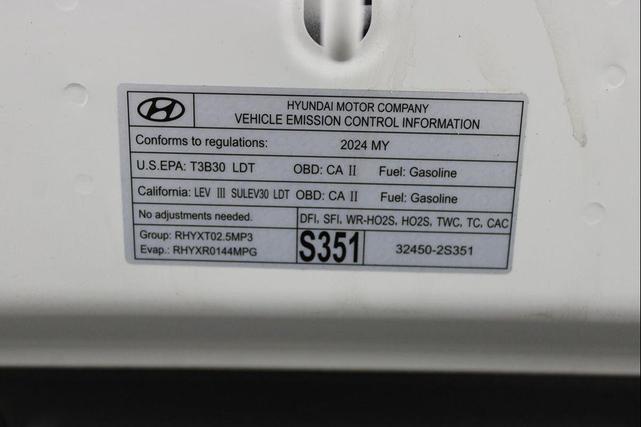 HYUNDAI MOTOR COMPANY
VEHICLE EMISSION CONTROL INFORMATION
Conforms to regulations: 2024 MY
U.S.EPA: T3B30 LDT OBD: CA II Fuel: Gasoline
California: LEV III SULEV30 LDT OBD: CA II Fuel: Gasoline
No adjustments needed. DFI, SFI, WR-HO2S, HO2S, TWC, TC, CAC
Group: RHYXT02.5MP3
Evap.: RHYXR0144MPG
S351 32450-2S351